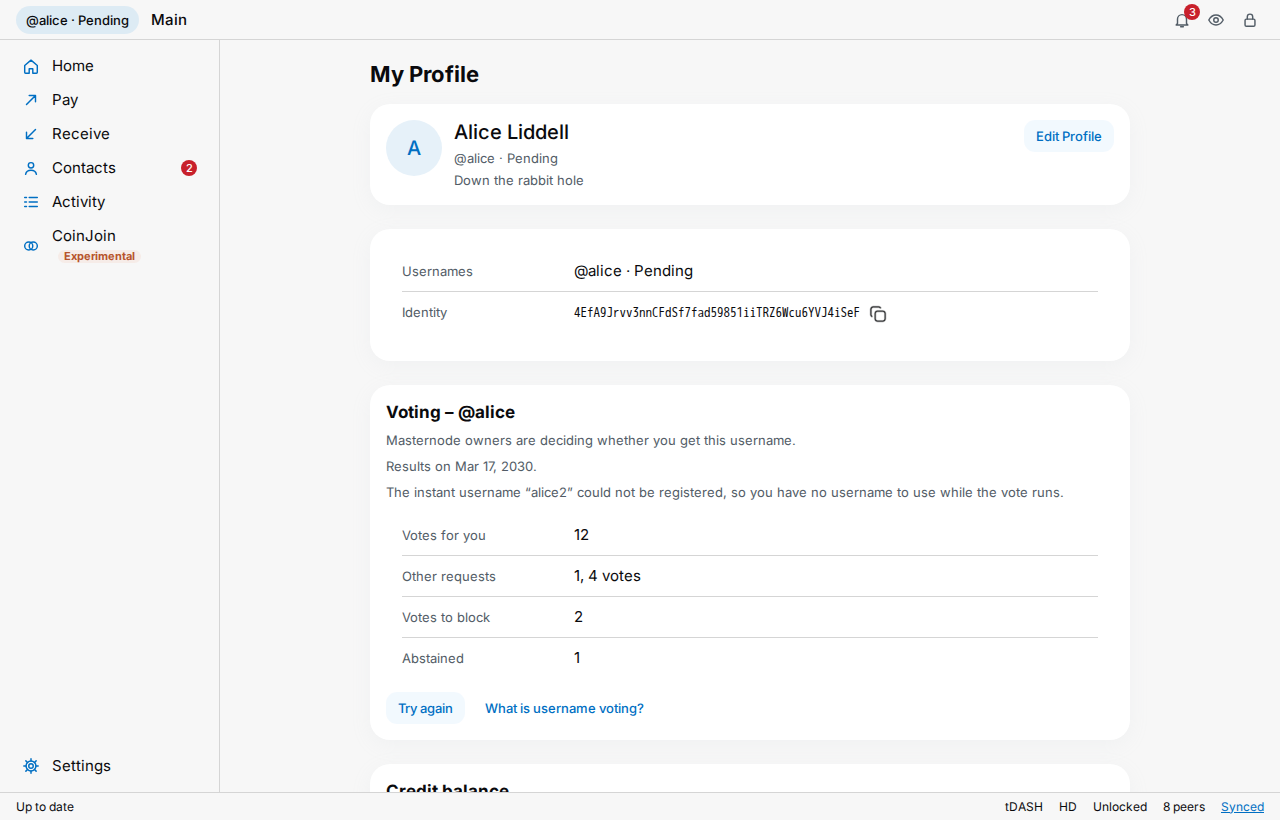 @alice · Pending Main 3
Home
Pay
Receive
Contacts 2
Activity
CoinJoin
Experimental
Settings
My Profile
A
Alice Liddell
@alice · Pending
Down the rabbit hole
Edit Profile
Usernames @alice · Pending
Identity 4EfA9Jrvv3nnCFdSf7fad59851iiTRZ6Wcu6YVJ4iSeF
Voting – @alice
Masternode owners are deciding whether you get this username.
Results on Mar 17, 2030.
The instant username “alice2” could not be registered, so you have no username to use while the vote runs.
Votes for you 12
Other requests 1, 4 votes
Votes to block 2
Abstained 1
Try again What is username voting?
Credit balance
Up to date tDASH HD Unlocked 8 peers Synced